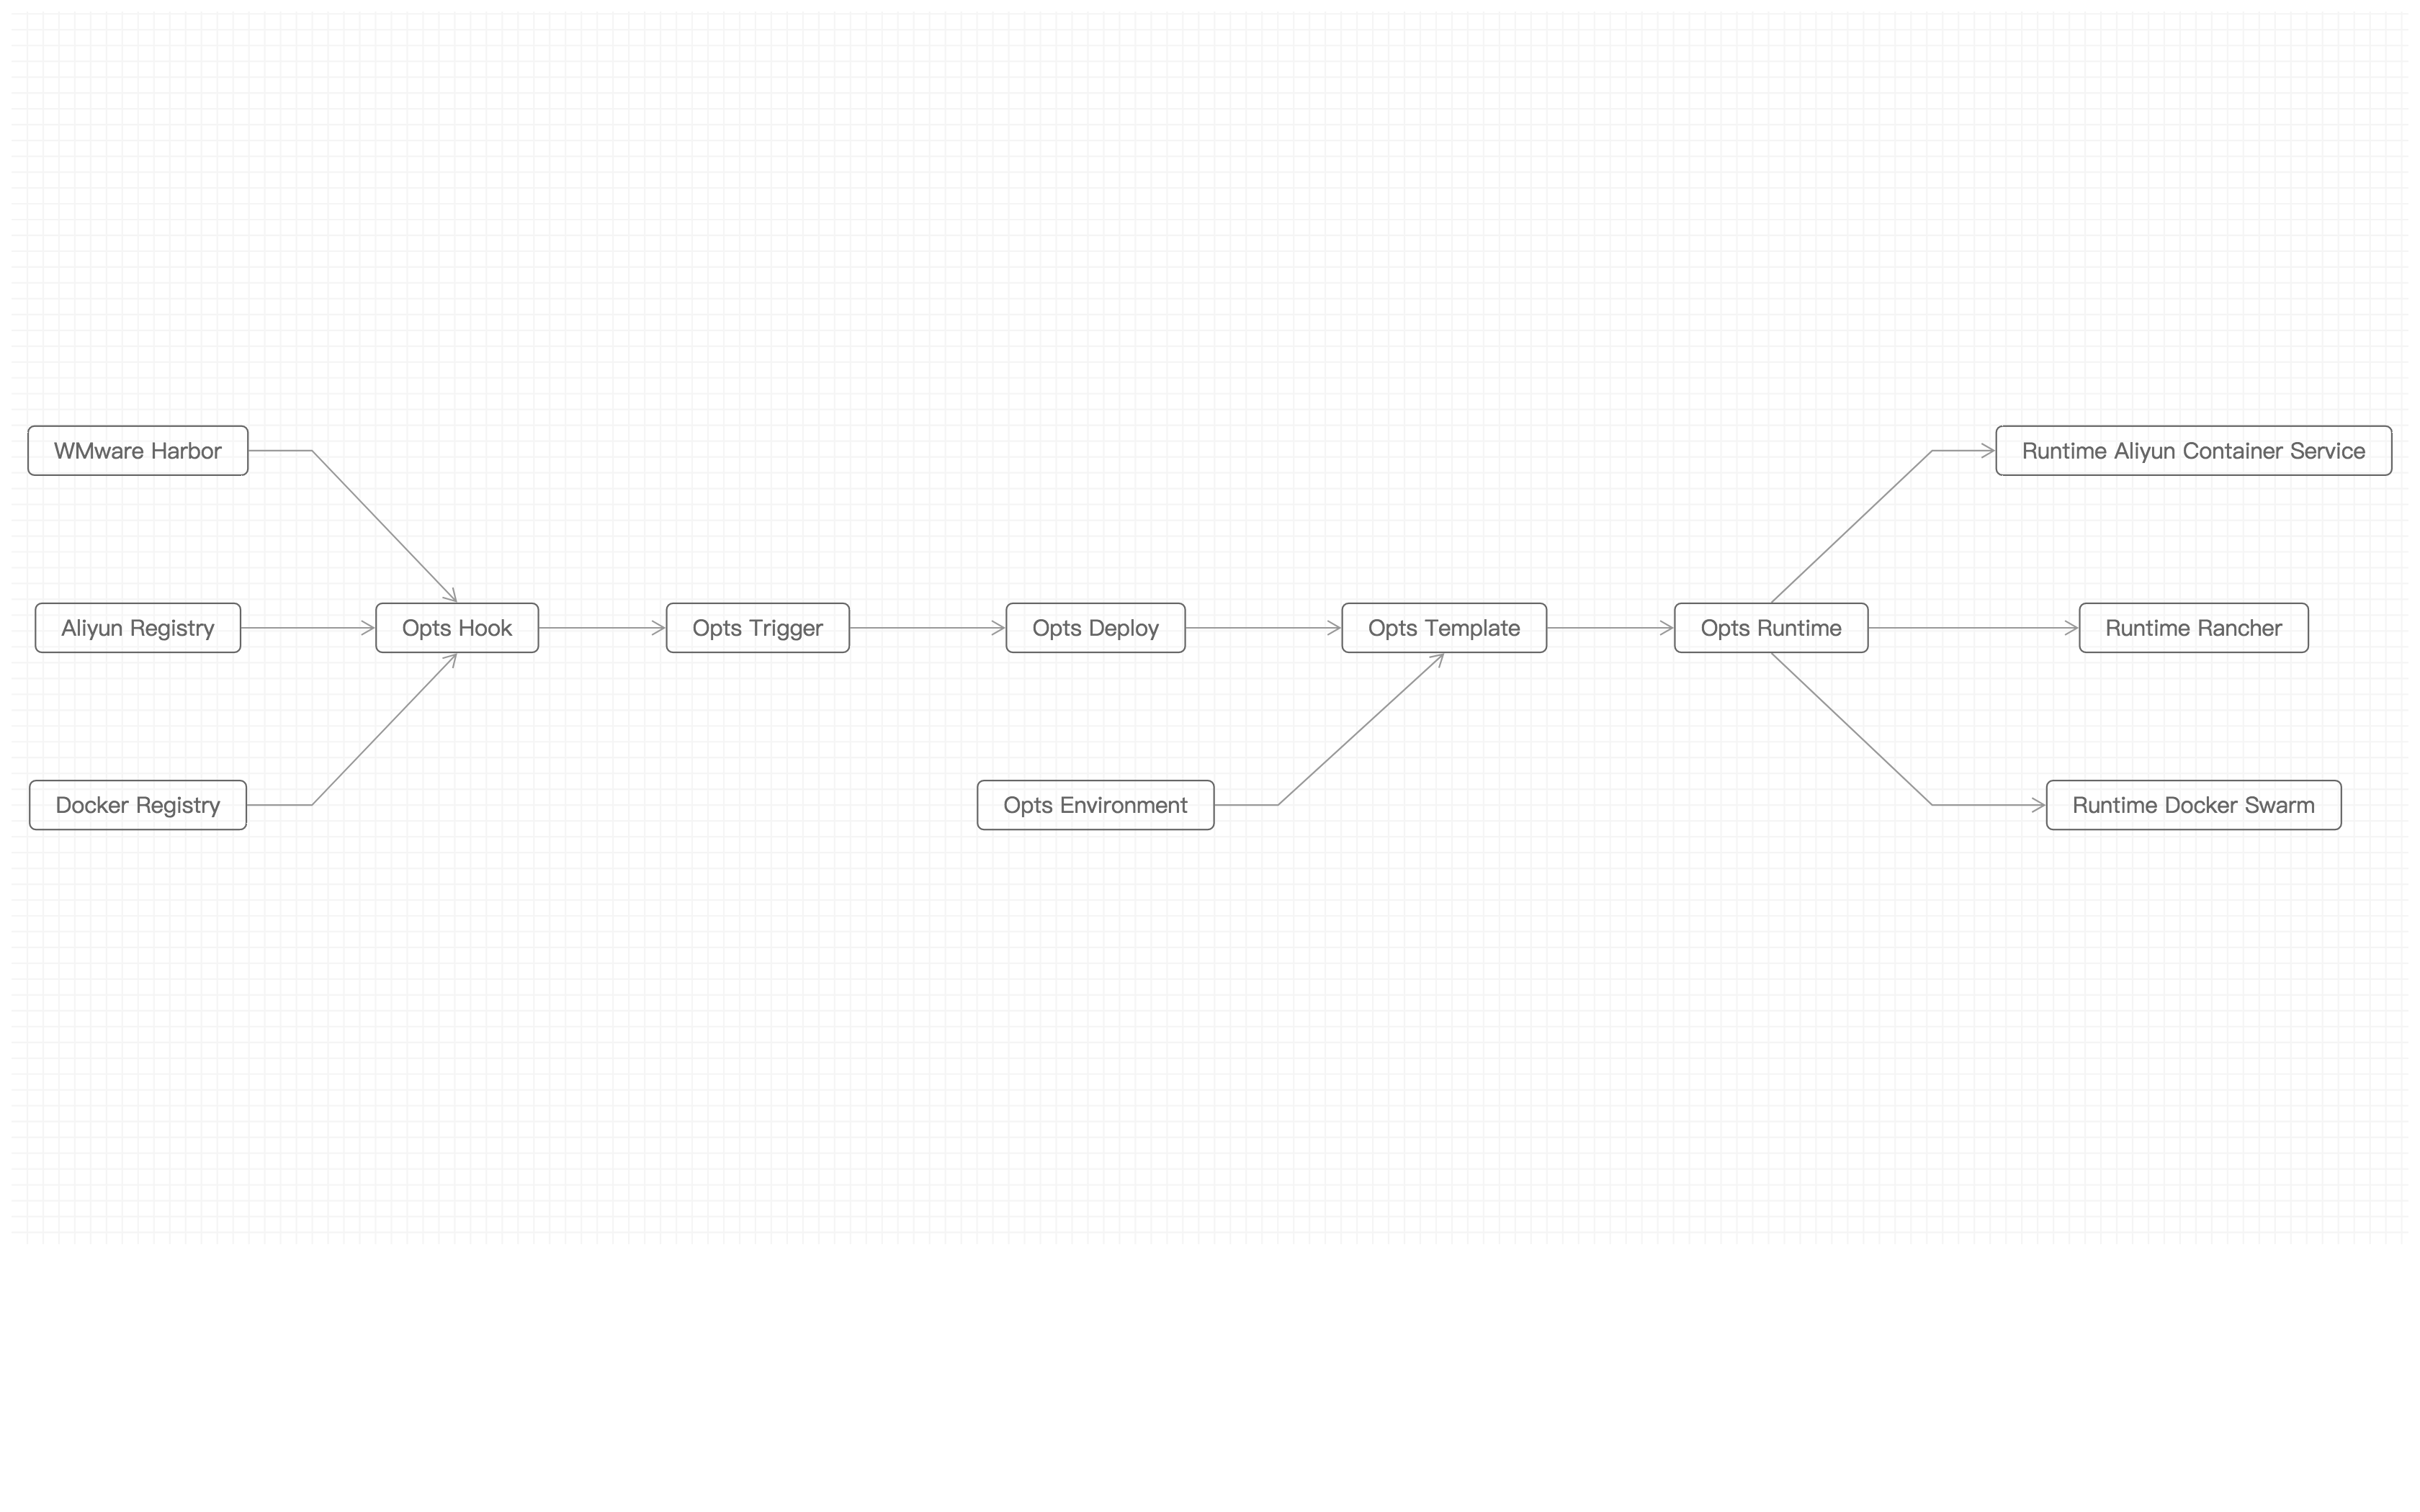 WMware Harbor
Runtime Aliyun Container Service
Aliyun Registry
Opts Hook
Opts Trigger
Opts Deploy
Opts Template
Opts Runtime
Runtime Rancher
Docker Registry
Opts Environment
Runtime Docker Swarm